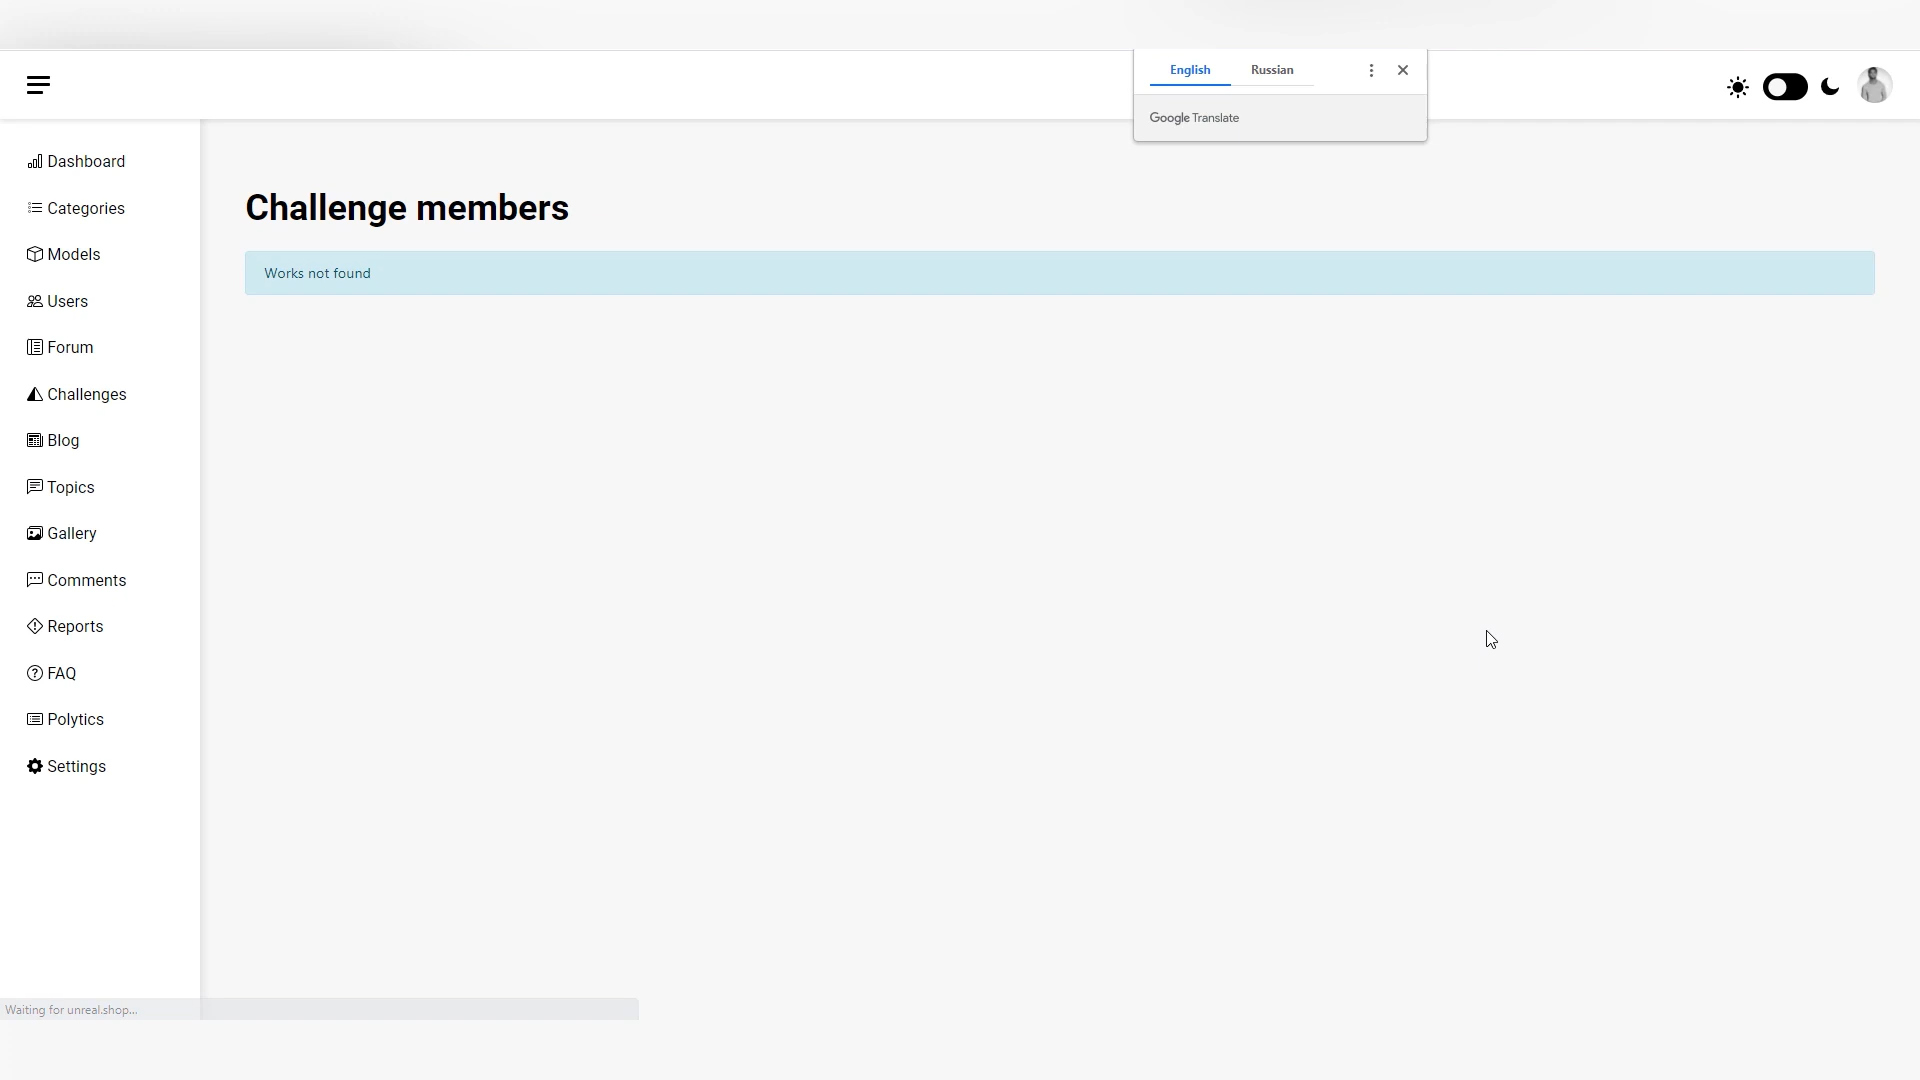 English Russian
Google Translate
Dashboard
Categories
Models
Users
Forum
Challenges
Blog
Topics
Gallery
Comments
Reports
FAQ
Polytics
Settings
Challenge members
Works not found
Waiting for unreal.shop...